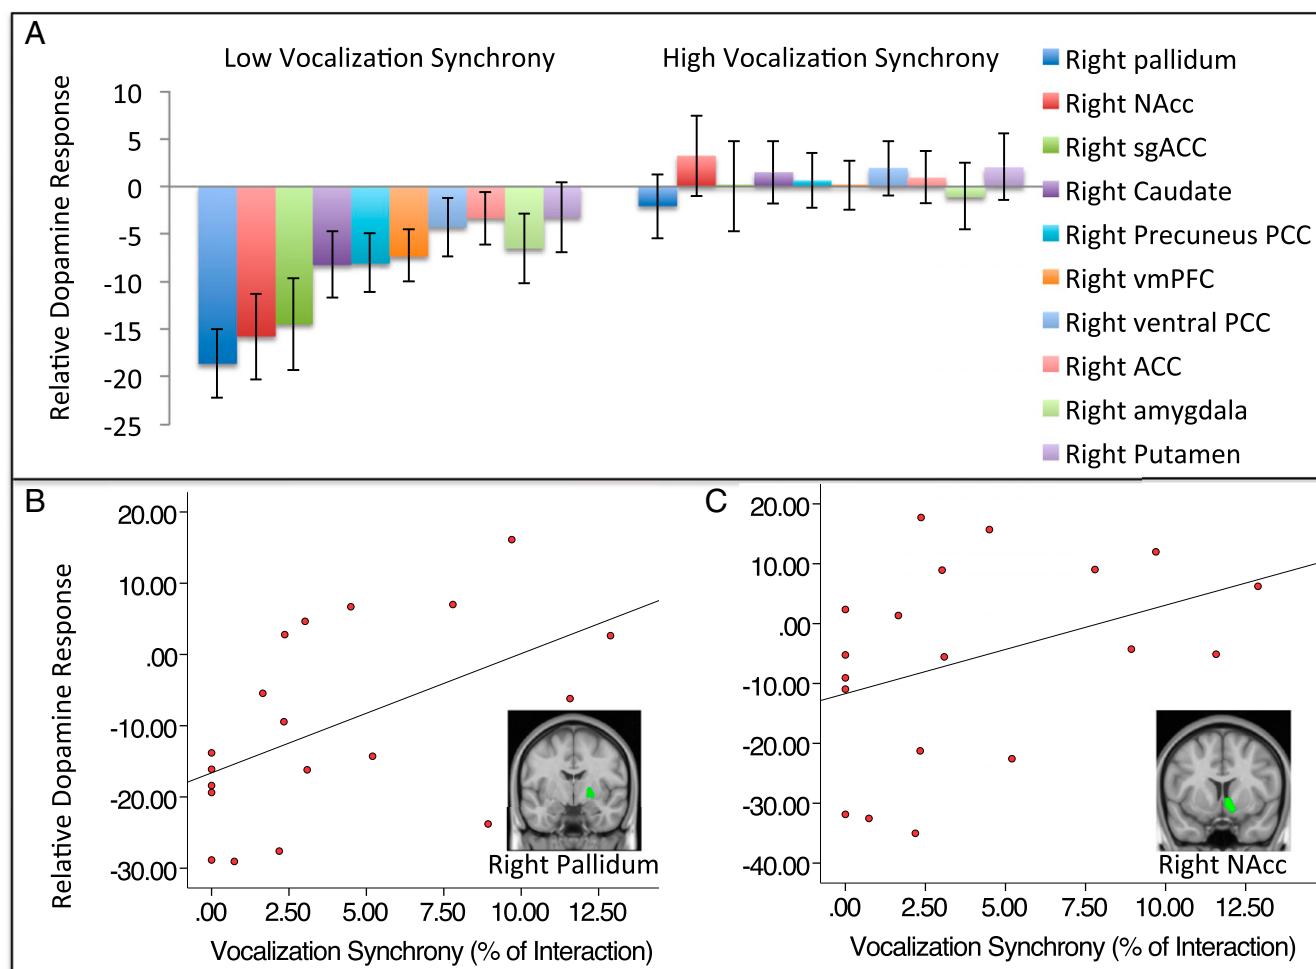 A
Low Vocalization Synchrony
High Vocalization Synchrony
Relative Dopamine Response
10
5
0
-5
-10
-15
-20
-25
Right pallidum
Right NAcc
Right sgACC
Right Caudate
Right Precuneus PCC
Right vmPFC
Right ventral PCC
Right ACC
Right amygdala
Right Putamen
B
Relative Dopamine Response
20.00
10.00
.00
-10.00
-20.00
-30.00
Right Pallidum
.00 2.50 5.00 7.50 10.00 12.50
Vocalization Synchrony (% of Interaction)
C
20.00
10.00
.00
-10.00
-20.00
-30.00
-40.00
Right NAcc
.00 2.50 5.00 7.50 10.00 12.50
Vocalization Synchrony (% of Interaction)